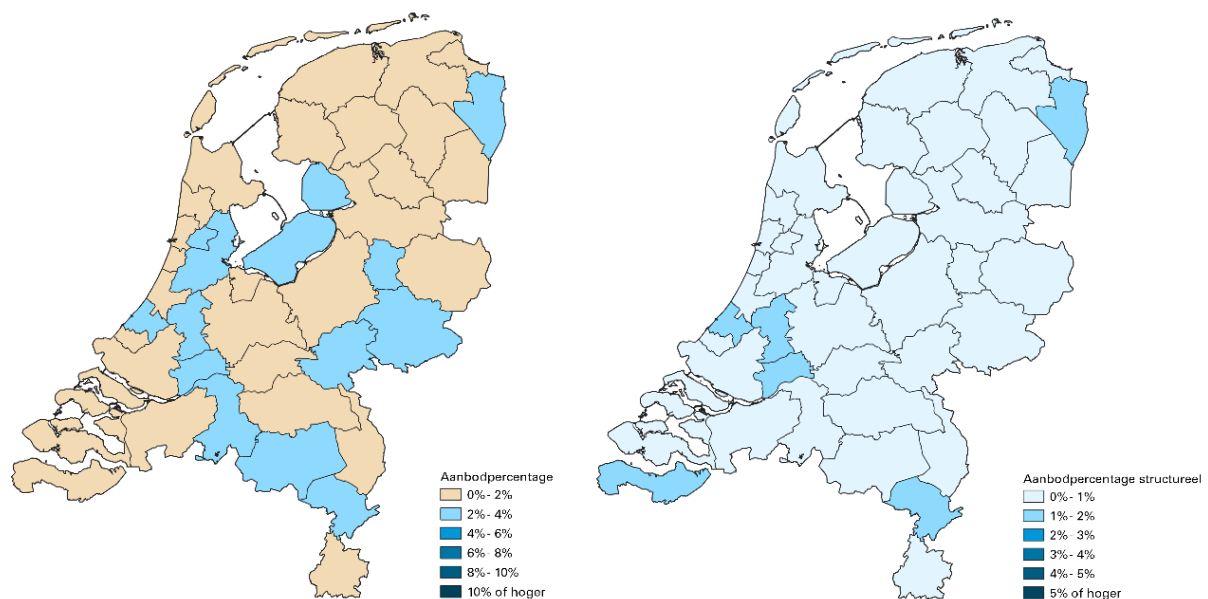 Aanbodpercentage
0%- 2%
2%- 4%
4%- 6%
6%- 8%
8%- 10%
10% of hoger
Aanbodpercentage structureel
0%- 1%
1%- 2%
2%- 3%
3%- 4%
4%- 5%
5% of hoger